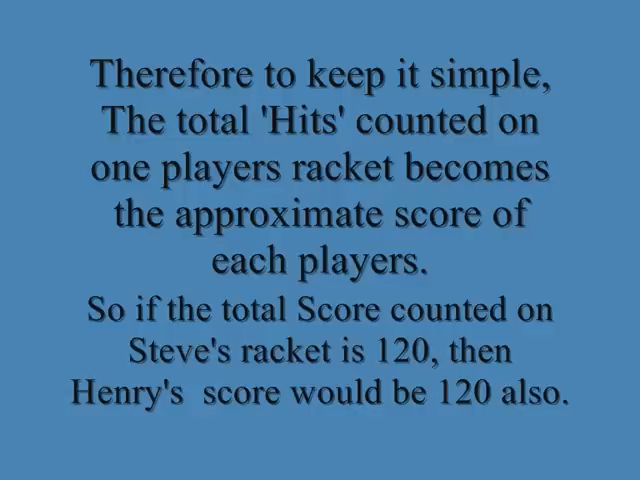 Therefore to keep it simple,
The total 'Hits' counted on
one players racket becomes
the approximate score of
each players.
So if the total Score counted on
Steve's racket is 120, then
Henry's  score would be 120 also.